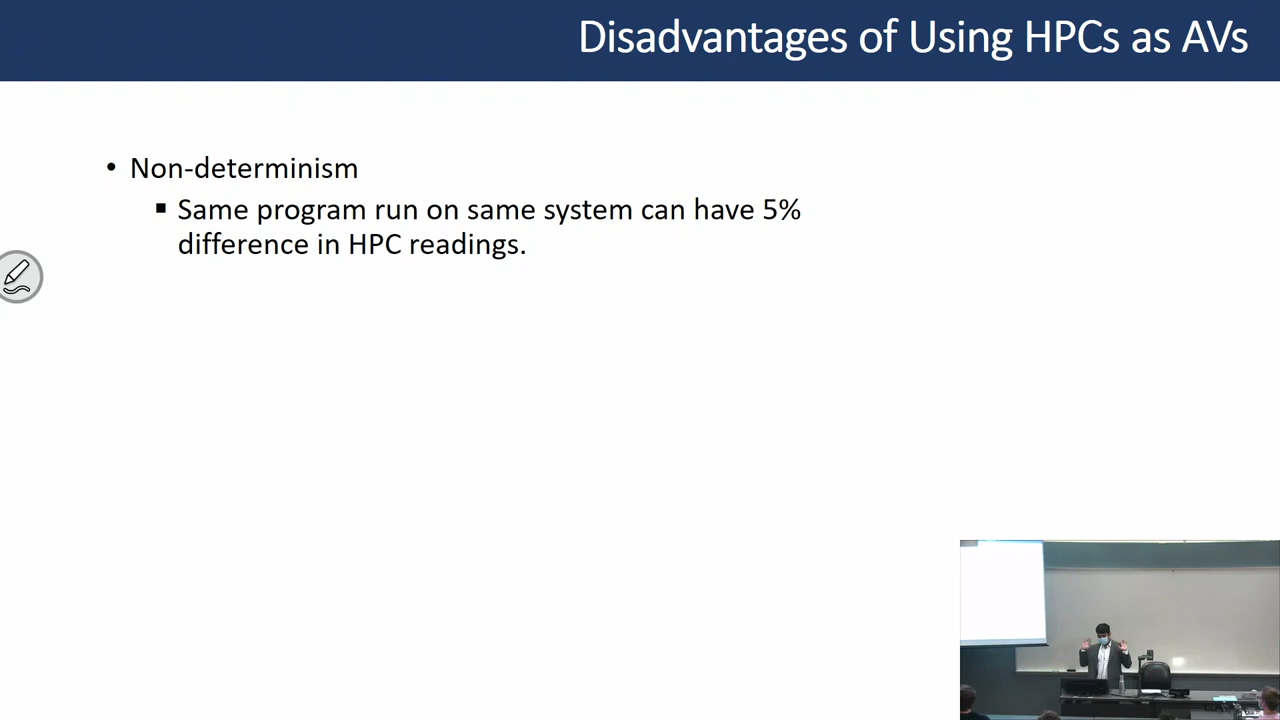 Disadvantages of Using HPCs as AVs
• Non-determinism
▪ Same program run on same system can have 5%
difference in HPC readings.